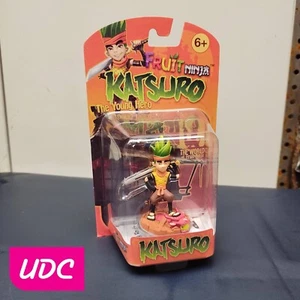 6+
FRUIT NINJA
KATSURO
The Young Hero
KATSURO
UDC